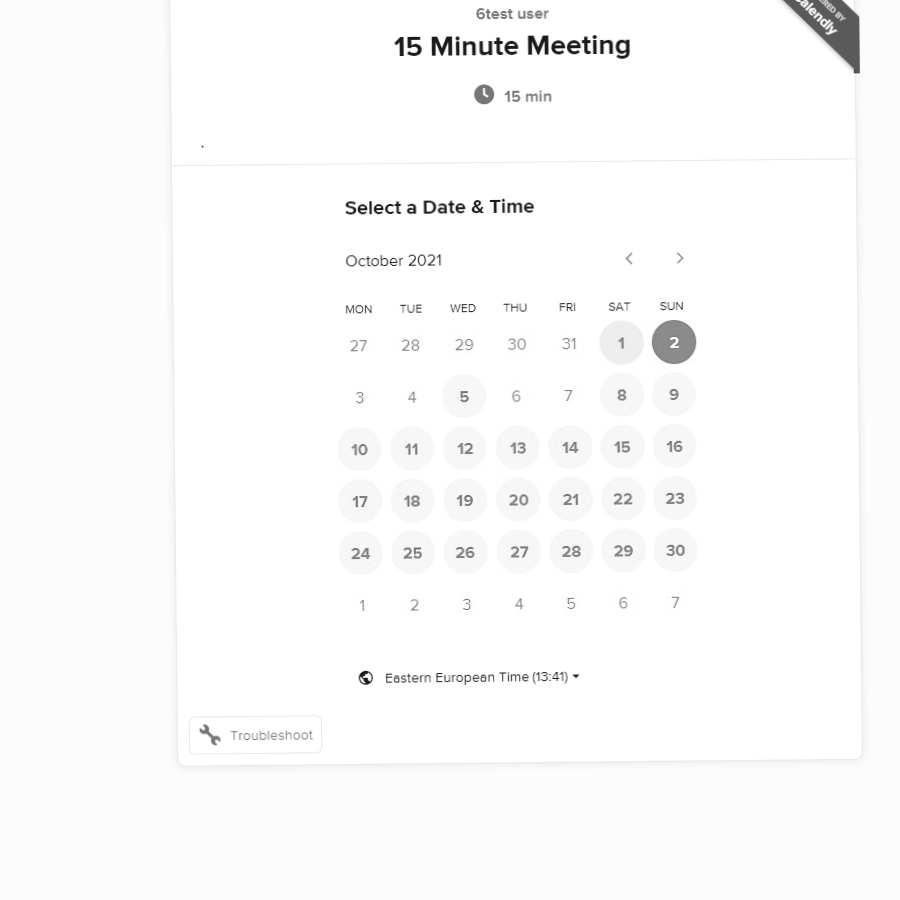 6test user
15 Minute Meeting
15 min
.
Select a Date & Time
October 2021
MON TUE WED THU FRI SAT SUN
27 28 29 30 31 1 2
3 4 5 6 7 8 9
10 11 12 13 14 15 16
17 18 19 20 21 22 23
24 25 26 27 28 29 30
1 2 3 4 5 6 7
Eastern European Time (13:41)
Troubleshoot